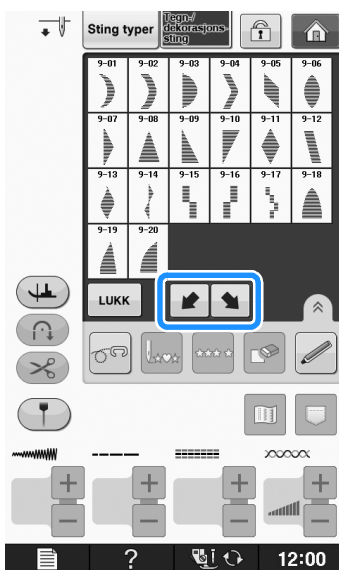 Sting typer
Tegn-/
dekorasjons-
sting
9-01 9-02 9-03 9-04 9-05 9-06
9-07 9-08 9-09 9-10 9-11 9-12
9-13 9-14 9-15 9-16 9-17 9-18
9-19 9-20
LUKK
? 12:00